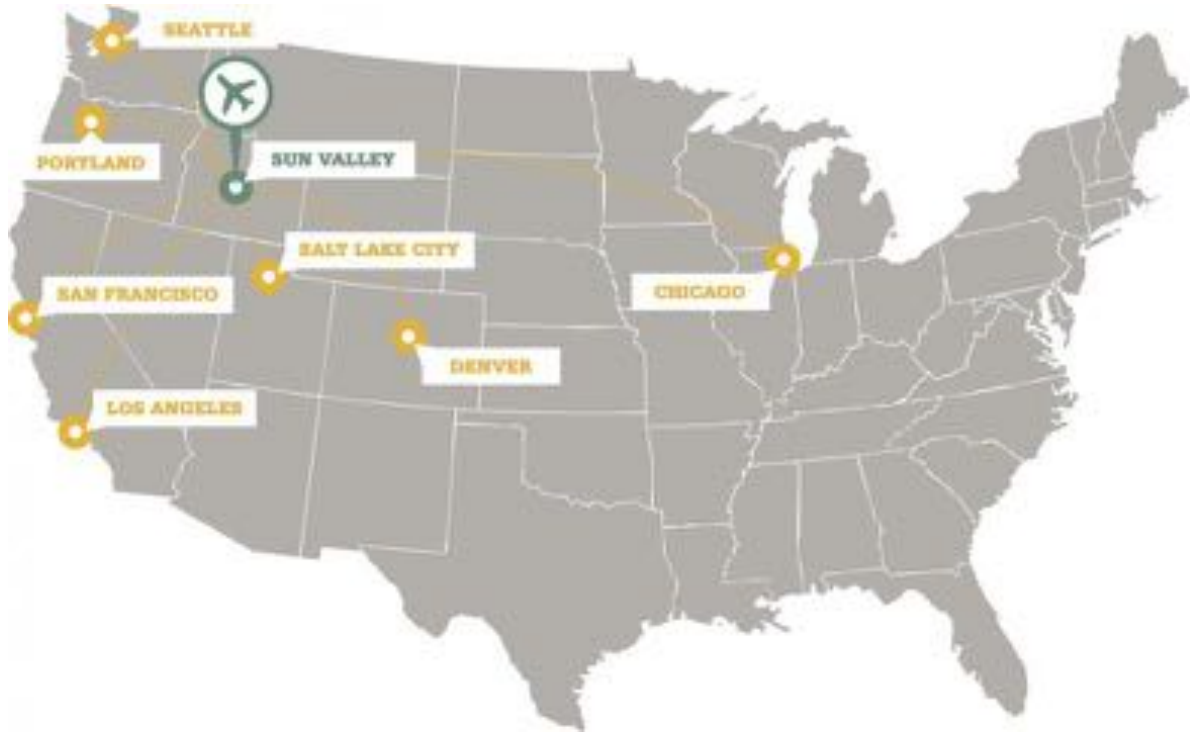 SEATTLE
PORTLAND
SUN VALLEY
SALT LAKE CITY
SAN FRANCISCO
CHICAGO
DENVER
LOS ANGELES